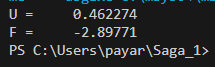 U =     0.462274
F =     -2.89771
PS C:\Users\payar\Saga_1>